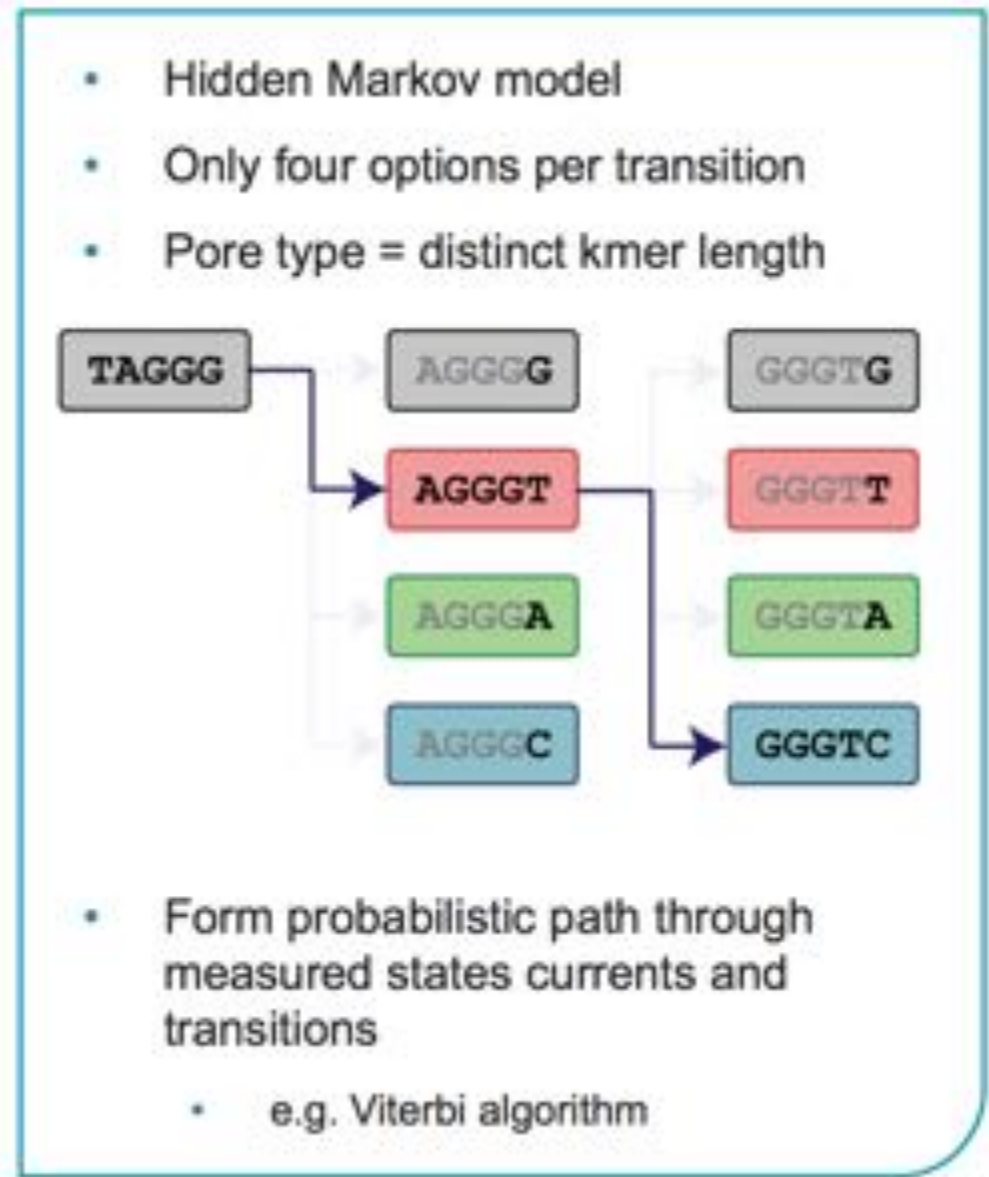 Hidden Markov model
Only four options per transition
Pore type = distinct kmer length
TAGGG
AGGGG
GGGTG
AGGGT
GGGTT
AGGGA
GGGTA
AGGGC
GGGTC
Form probabilistic path through
measured states currents and
transitions
e.g. Viterbi algorithm